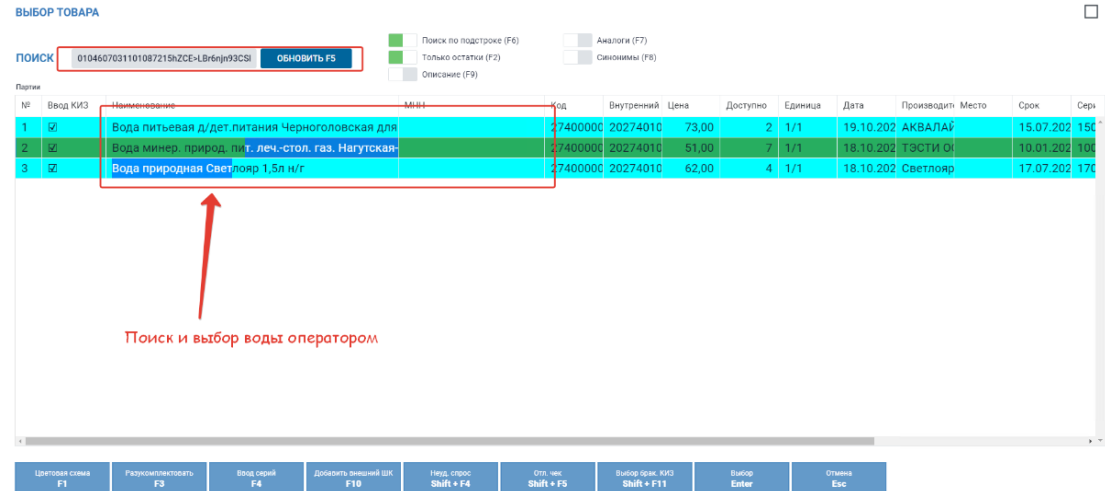 ВЫБОР ТОВАРА
ПОИСК 0104607031101087215hZCE>LBr6njn93CSI ОБНОВИТЬ F5
Поиск по подстроке (F6) Аналоги (F7)
Только остатки (F2) Синонимы (F8)
Описание (F9)
Партии
№ Ввод КИЗ Наименование МНН Код Внутренний Цена Доступно Единица Дата Производите Место Срок Сери
1 Вода питьевая д/дет.питания Черноголовская для 27400000 20274010 73,00 2 1/1 19.10.202 АКВАЛАЙ 15.07.202 150
2 Вода минер. природ. пит. леч.-стол. газ. Нагутская- 27400000 20274010 51,00 7 1/1 18.10.202 ТЭСТИ ОО 10.01.202 100
3 Вода природная Светлояр 1,5л н/г 27400000 20274010 62,00 4 1/1 18.10.202 Светлояр 17.07.202 170
Поиск и выбор воды оператором
Цветовая схема Разукомплектовать Ввод серий Добавить внешний ШК Неуд. спрос Отл. чек Выбор брак. КИЗ Выбор Отмена
F1 F3 F4 F10 Shift + F4 Shift + F5 Shift + F11 Enter Esc